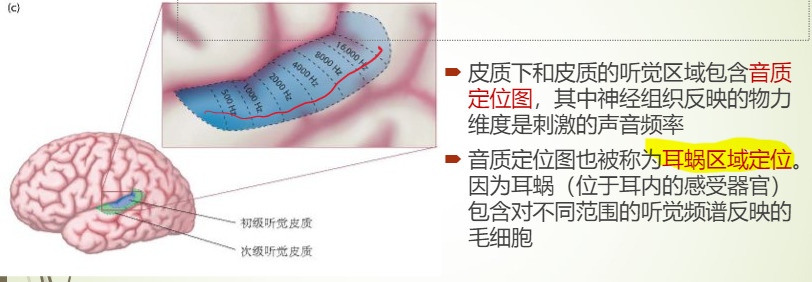 (c)
500 Hz
1000 Hz
2000 Hz
4000 Hz
8000 Hz
16,000 Hz
初级听觉皮质
次级听觉皮质
皮质下和皮质的听觉区域包含音质
定位图，其中神经组织反映的物力
维度是刺激的声音频率
音质定位图也被称为耳蜗区域定位。
因为耳蜗（位于耳内的感受器官）
包含对不同范围的听觉频谱反映的
毛细胞